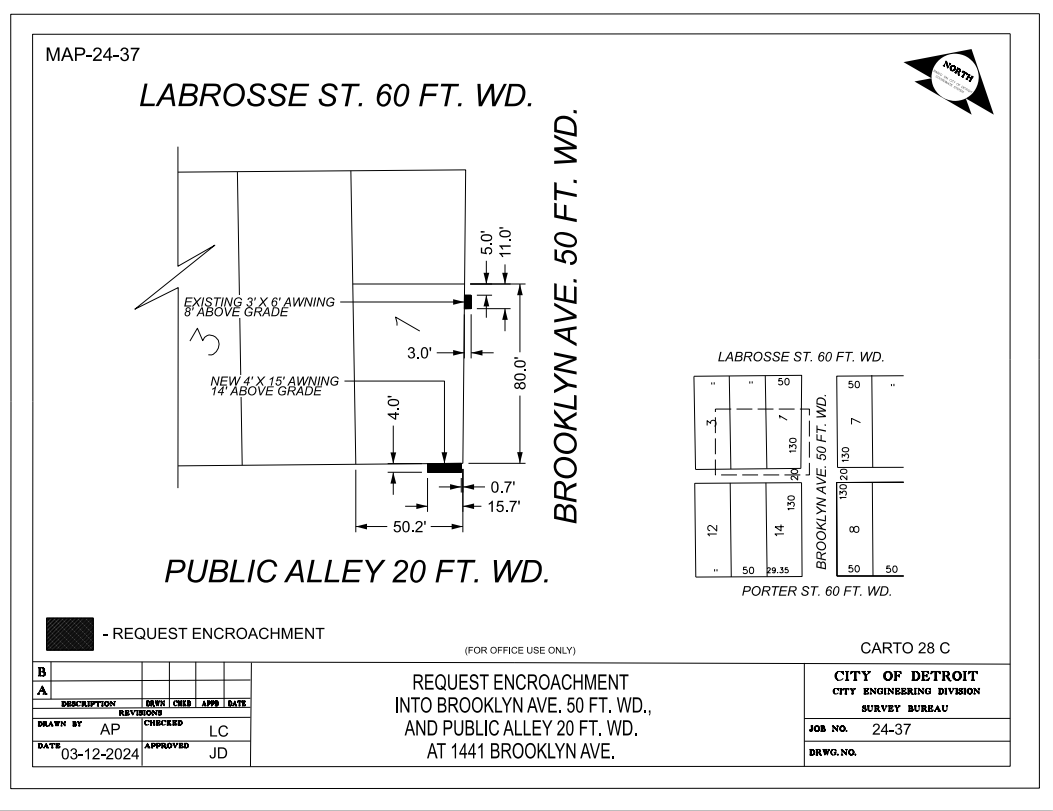 MAP-24-37
LABROSSE ST. 60 FT. WD.
BROOKLYN AVE. 50 FT. WD.
NORTH
5.0'
11.0'
EXISTING 3' X 6' AWNING
8' ABOVE GRADE
3
7
3.0'
80.0'
NEW 4' X 15' AWNING
14' ABOVE GRADE
4.0'
0.7'
15.7'
50.2'
PUBLIC ALLEY 20 FT. WD.
LABROSSE ST. 60 FT. WD.
" " 50 50 "
3 7 7
130 130
20 20
130 130
BROOKLYN AVE. 50 FT. WD.
12 14 8
" 50 29.35 50 50
PORTER ST. 60 FT. WD.
- REQUEST ENCROACHMENT
(FOR OFFICE USE ONLY)
CARTO 28 C
B
A
DESCRIPTION DRWN CHKD APPD DATE
REVISIONS
DRAWN BY AP
CHECKED LC
DATE 03-12-2024
APPROVED JD
REQUEST ENCROACHMENT
INTO BROOKLYN AVE. 50 FT. WD.,
AND PUBLIC ALLEY 20 FT. WD.
AT 1441 BROOKLYN AVE.
CITY OF DETROIT
CITY ENGINEERING DIVISION
SURVEY BUREAU
JOB NO. 24-37
DRWG. NO.